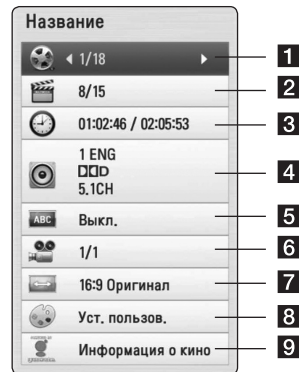 Название
1/18
1
8/15
2
01:02:46 / 02:05:53
3
1 ENG
DD D
5.1CH
4
ABC
Выкл.
5
1/1
6
16:9 Оригинал
7
Уст. пользов.
8
Информация о кино
9